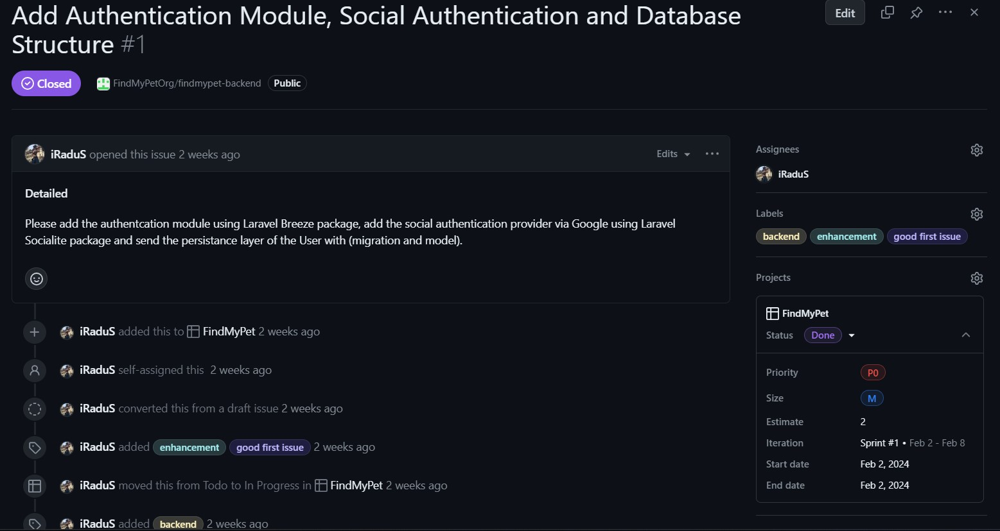 Add Authentication Module, Social Authentication and Database
Structure #1
Edit
Closed
FindMyPetOrg/findmypet-backend
Public
iRaduS opened this issue 2 weeks ago
Edits
Detailed
Please add the authentcation module using Laravel Breeze package, add the social authentication provider via Google using Laravel
Socialite package and send the persistance layer of the User with (migration and model).
iRaduS added this to FindMyPet 2 weeks ago
iRaduS self-assigned this 2 weeks ago
iRaduS converted this from a draft issue 2 weeks ago
iRaduS added enhancement good first issue 2 weeks ago
iRaduS moved this from Todo to In Progress in FindMyPet 2 weeks ago
iRaduS added backend 2 weeks ago
Assignees
iRaduS
Labels
backend enhancement good first issue
Projects
FindMyPet
Status Done
Priority P0
Size M
Estimate 2
Iteration Sprint #1 • Feb 2 - Feb 8
Start date Feb 2, 2024
End date Feb 2, 2024